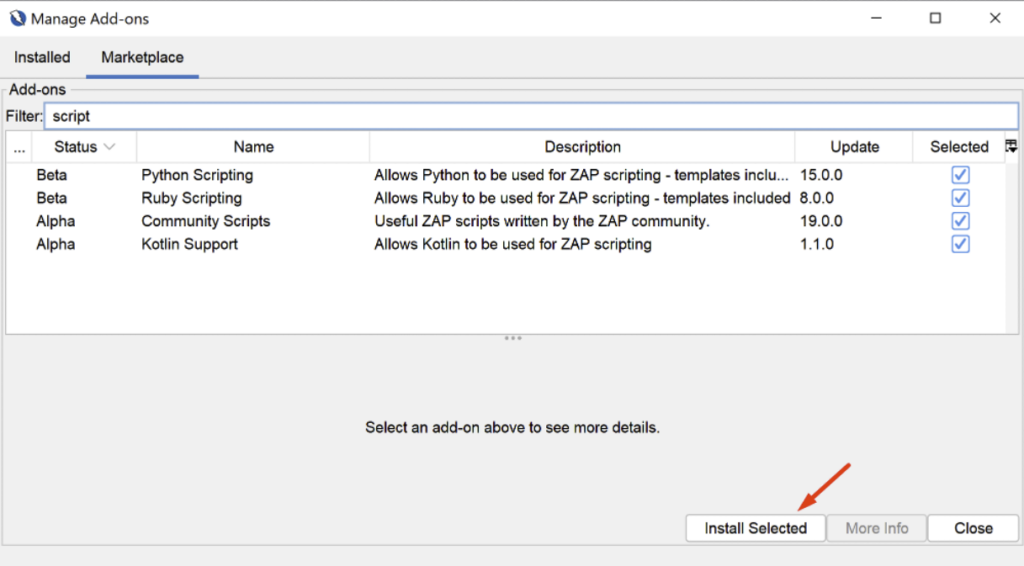 Manage Add-ons
Installed Marketplace
Add-ons
Filter: script
... Status Name Description Update Selected
Beta Python Scripting Allows Python to be used for ZAP scripting - templates inclu... 15.0.0
Beta Ruby Scripting Allows Ruby to be used for ZAP scripting - templates included 8.0.0
Alpha Community Scripts Useful ZAP scripts written by the ZAP community. 19.0.0
Alpha Kotlin Support Allows Kotlin to be used for ZAP scripting 1.1.0
Select an add-on above to see more details.
Install Selected More Info Close